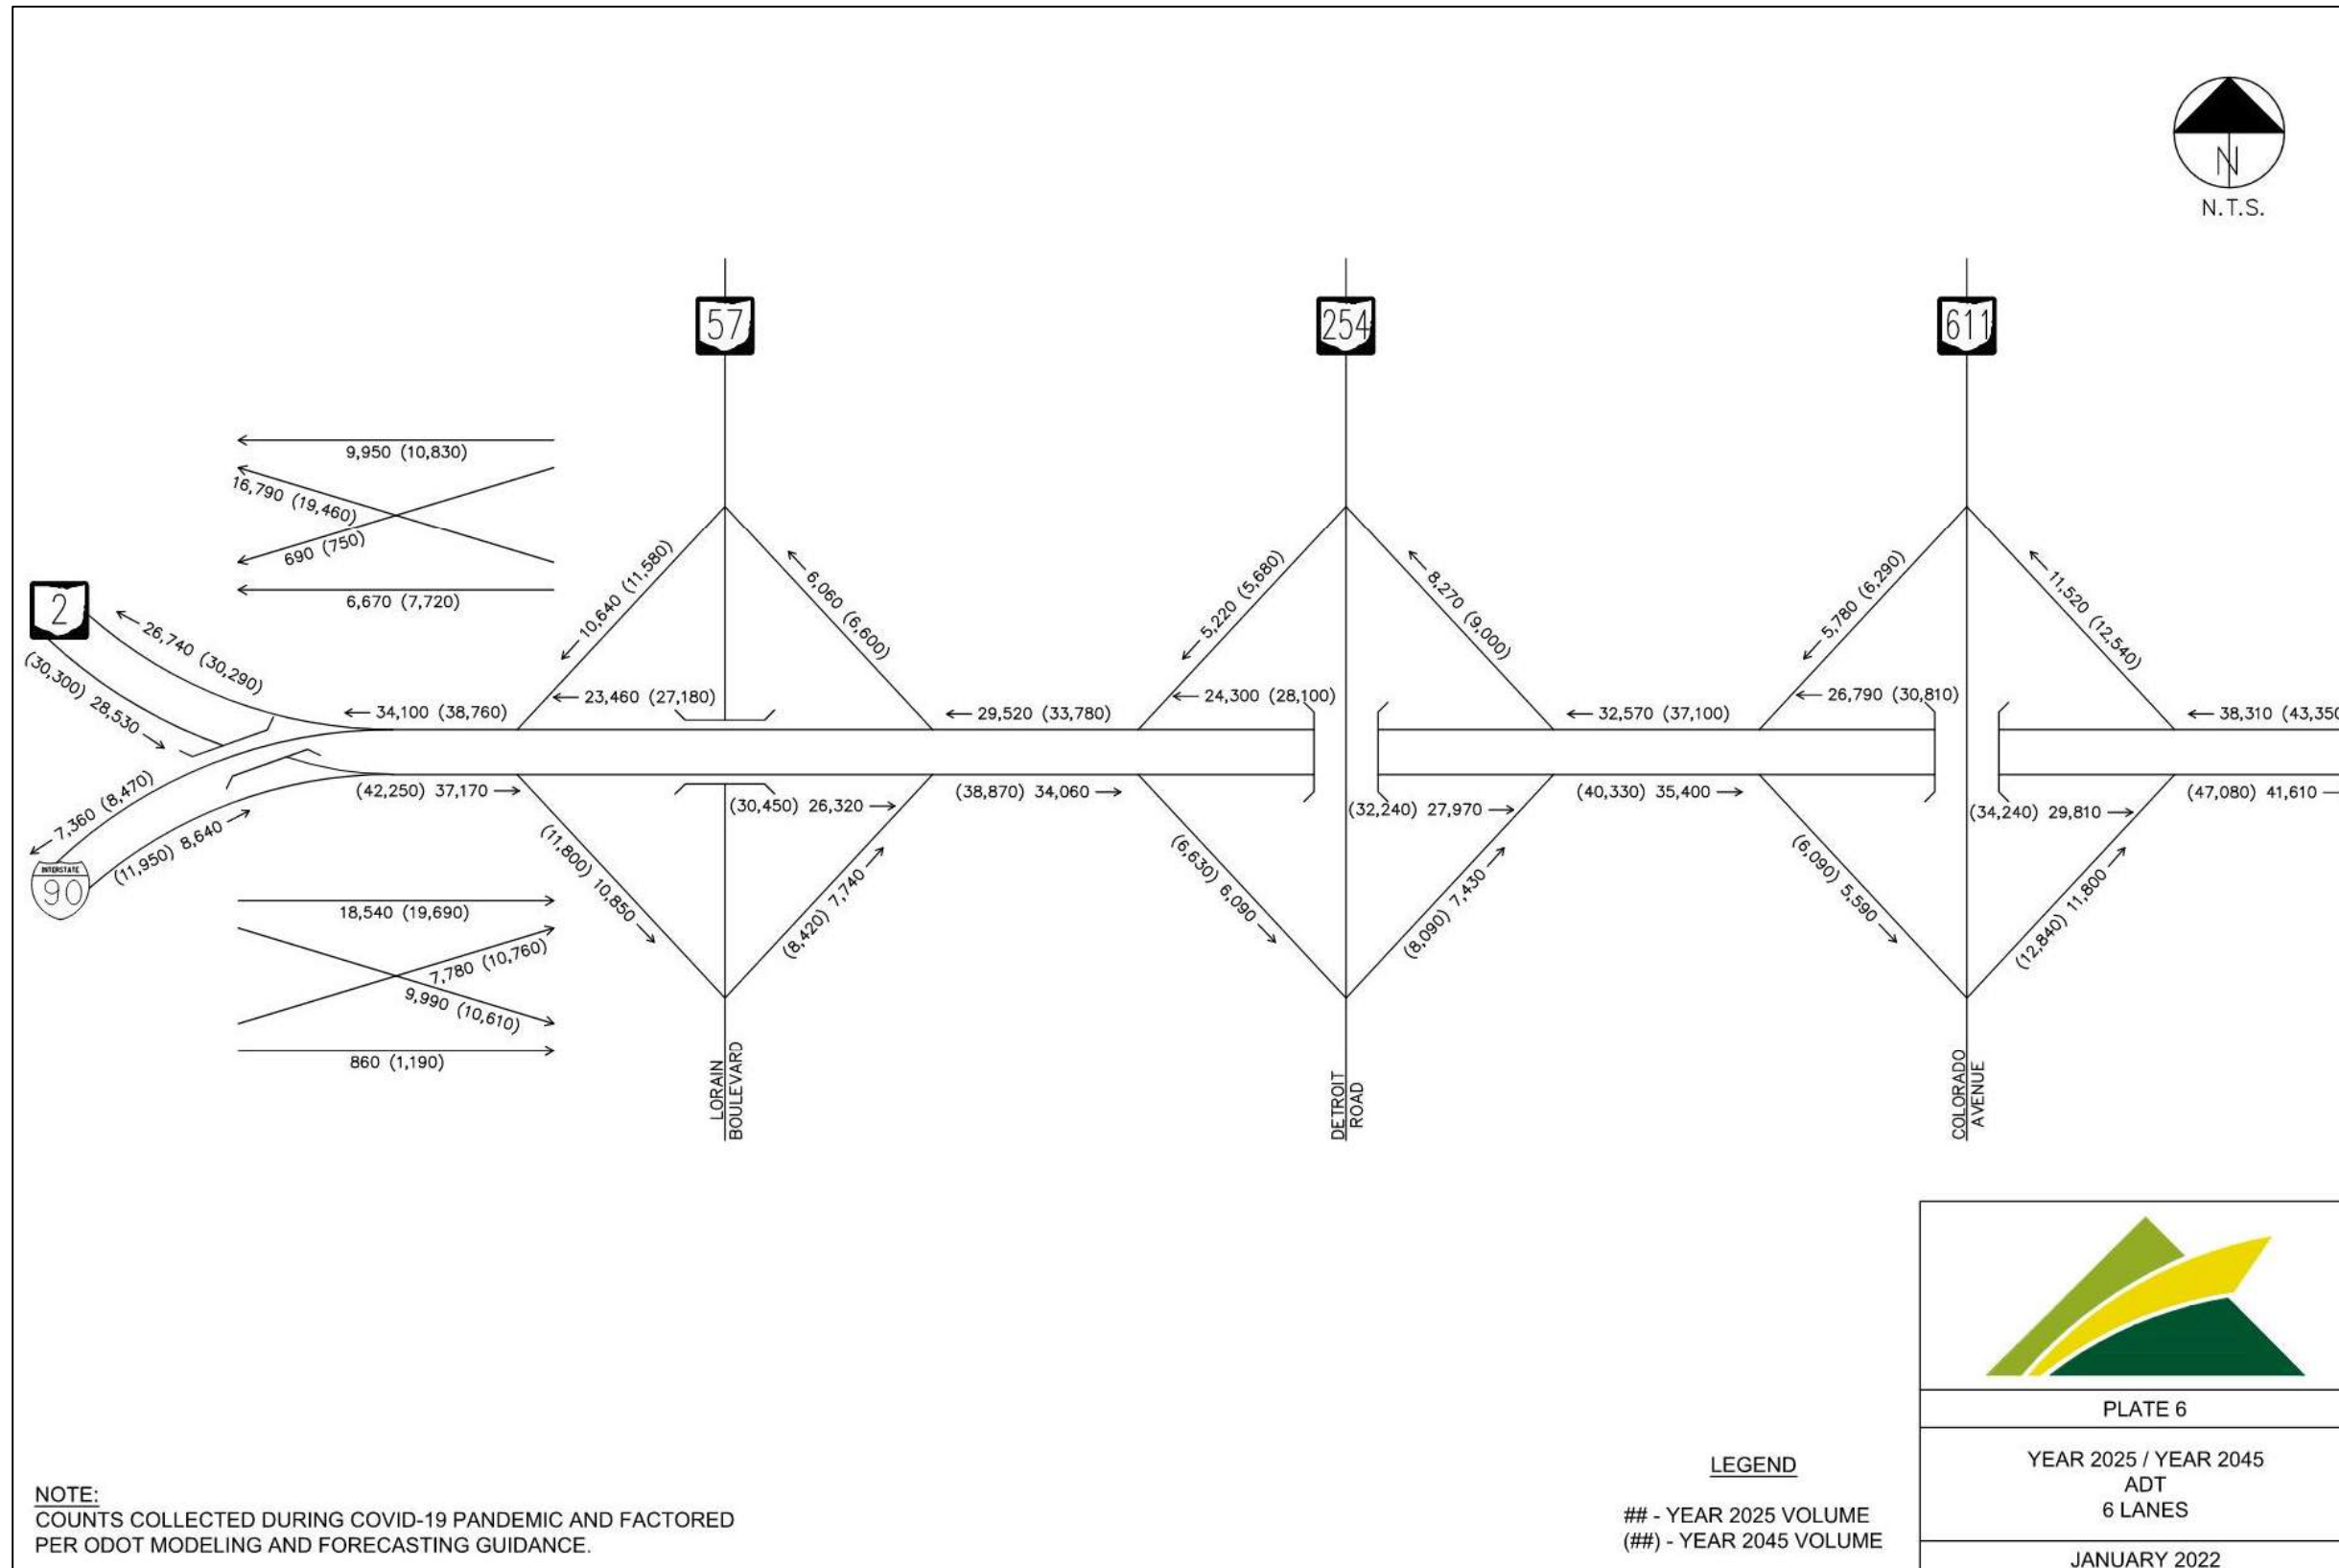 N
N.T.S.
57
254
611
9,950 (10,830)
16,790 (19,460)
690 (750)
6,670 (7,720)
2
26,740 (30,290)
(30,300) 28,530
10,640 (11,580)
6,060 (6,600)
5,220 (5,680)
8,270 (9,000)
5,780 (6,290)
11,520 (12,540)
34,100 (38,760)
23,460 (27,180)
29,520 (33,780)
24,300 (28,100)
32,570 (37,100)
26,790 (30,810)
38,310 (43,350
7,360 (8,470)
(11,950) 8,640
INTERSTATE
90
(42,250) 37,170
(30,450) 26,320
(38,870) 34,060
(32,240) 27,970
(40,330) 35,400
(34,240) 29,810
(47,080) 41,610
(11,800) 10,850
(8,420) 7,740
(6,630) 6,090
(8,090) 7,430
(6,090) 5,590
(12,840) 11,800
18,540 (19,690)
7,780 (10,760)
9,990 (10,610)
860 (1,190)
LORAIN
BOULEVARD
DETROIT
ROAD
COLORADO
AVENUE
NOTE:
COUNTS COLLECTED DURING COVID-19 PANDEMIC AND FACTORED
PER ODOT MODELING AND FORECASTING GUIDANCE.
LEGEND
## - YEAR 2025 VOLUME
(##) - YEAR 2045 VOLUME
PLATE 6
YEAR 2025 / YEAR 2045
ADT
6 LANES
JANUARY 2022